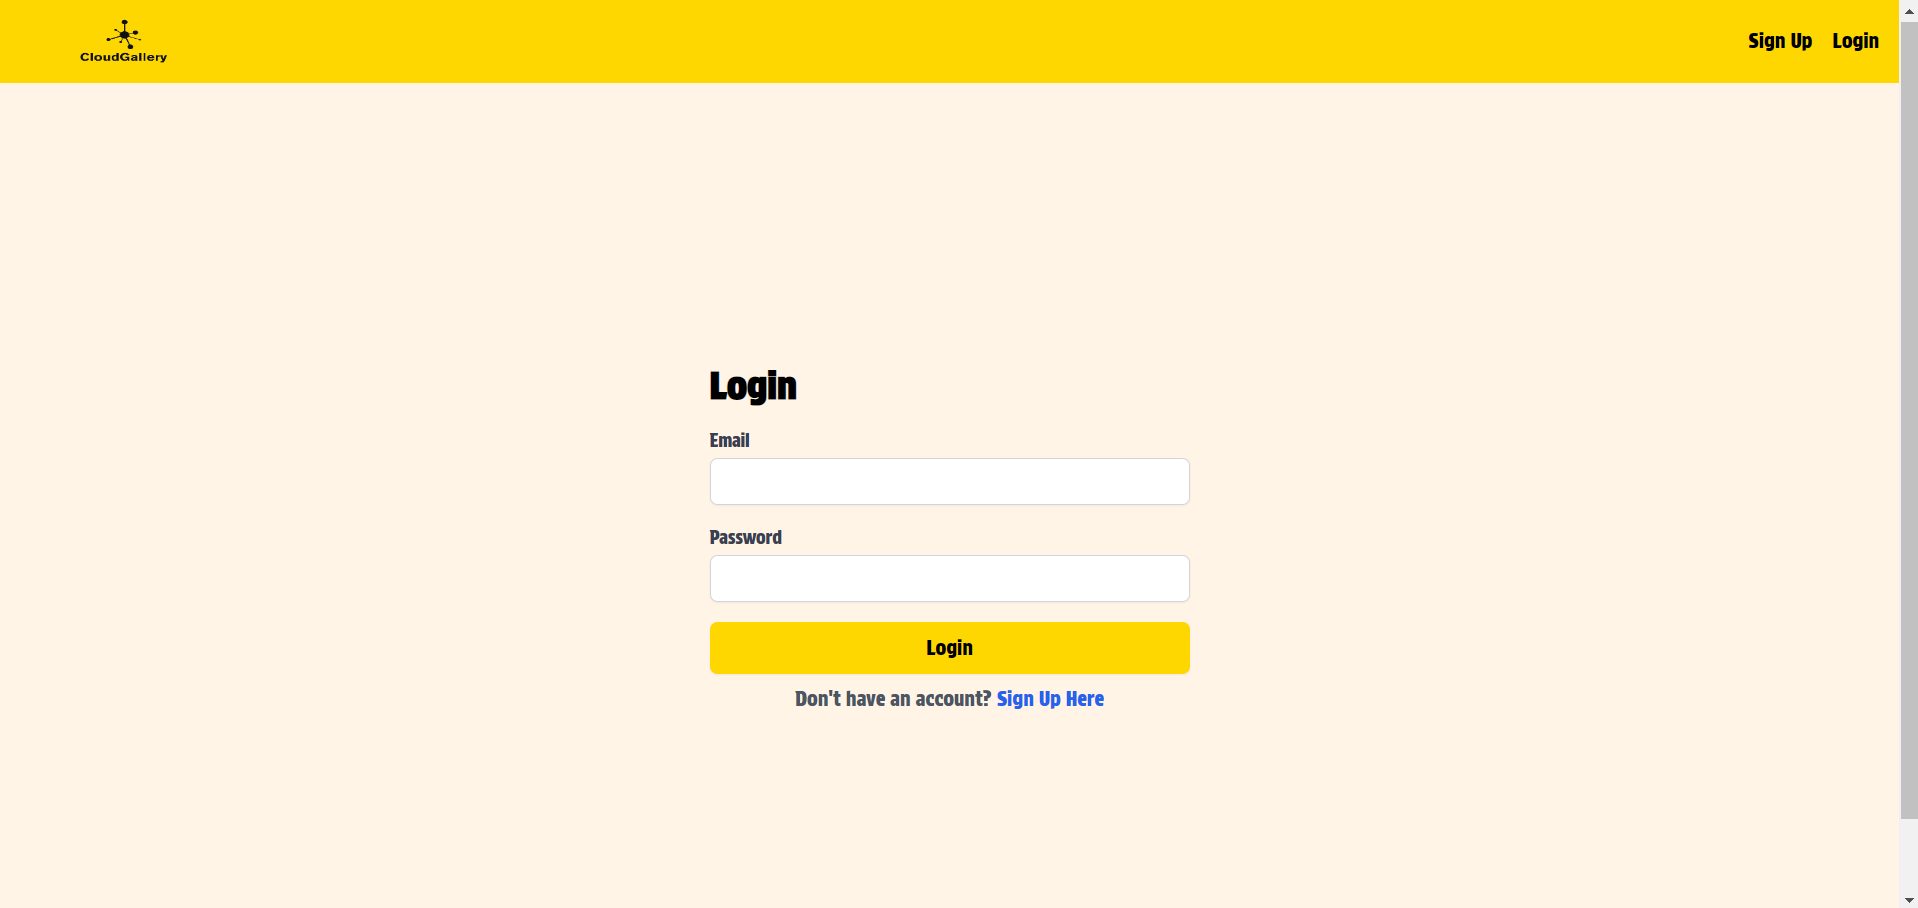 CloudGallery
Sign Up Login
Login
Email
Password
Login
Don't have an account? Sign Up Here